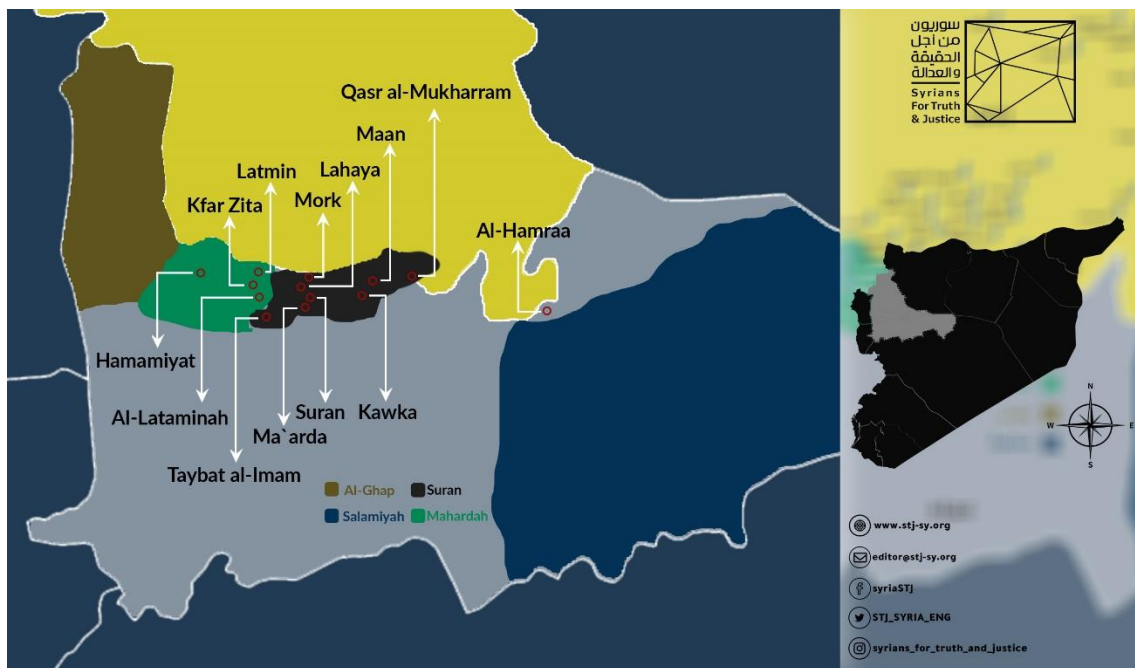 سوريون
من أجل
الحقيقة
والعدالة
Syrians
For Truth
& Justice
Qasr al-Mukharram
Maan
Latmin
Lahaya
Kfar Zita
Mork
Al-Hamraa
Hamamiyat
Al-Lataminah
Suran
Kawka
Ma`arda
Taybat al-Imam
Al-Ghap
Suran
Salamiyah
Mahardah
N
W
E
S
www.stj-sy.org
editor@stj-sy.org
syriaSTJ
STJ_SYRIA_ENG
syrians_for_truth_and_justice